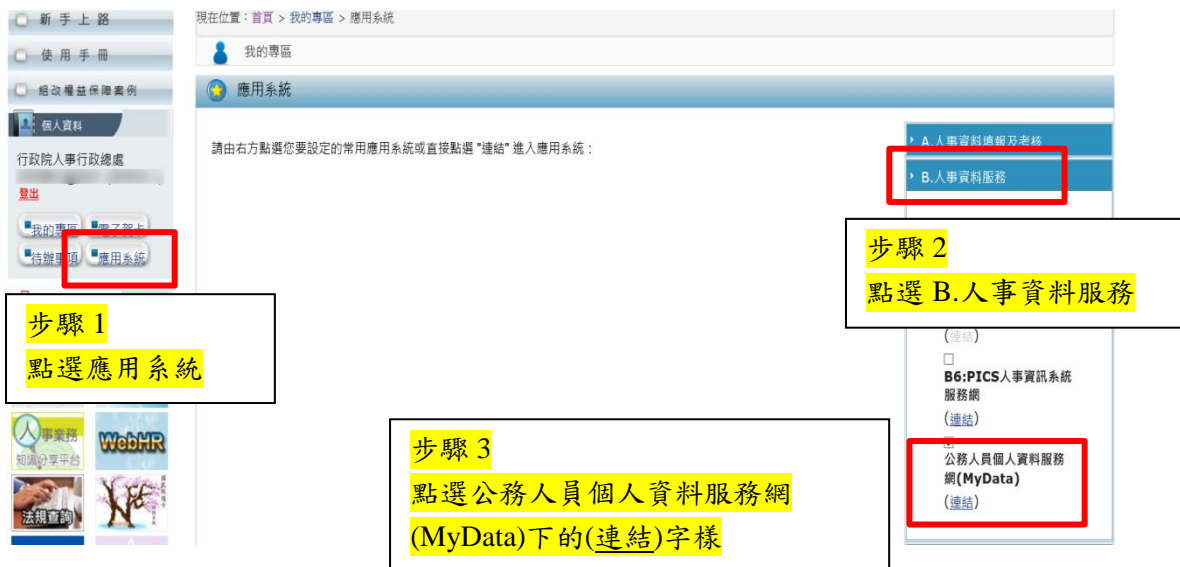 新手上路
使用手冊
組改權益保障案例
個人資料
行政院人事行政總處
登出
我的專區
電子賀卡
待辦事項
應用系統
步驟 1
點選應用系統
人事業務
知識分享平台
WebHR
法規查詢
現在位置：首頁 > 我的專區 > 應用系統
我的專區
應用系統
請由右方點選您要設定的常用應用系統或直接點選 "連結" 進入應用系統：
A.人事資料填報及考核
B.人事資料服務
步驟 2
點選 B.人事資料服務
(連結)
B6:PICS人事資訊系統
服務網
(連結)
公務人員個人資料服務
網(MyData)
(連結)
步驟 3
點選公務人員個人資料服務網
(MyData)下的(連結)字樣